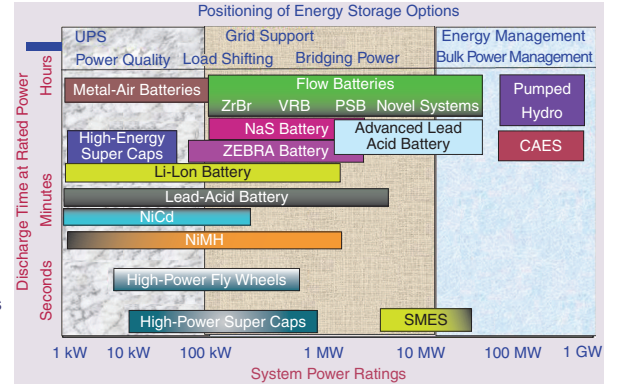 Positioning of Energy Storage Options
UPS
Grid Support
Energy Management
Power Quality
Load Shifting
Bridging Power
Bulk Power Management
Discharge Time at Rated Power
Hours
Minutes
Seconds
Metal-Air Batteries
Flow Batteries
ZrBr VRB PSB Novel Systems
Pumped
Hydro
NaS Battery
Advanced Lead
Acid Battery
High-Energy
Super Caps
ZEBRA Battery
CAES
Li-Lon Battery
Lead-Acid Battery
NiCd
NiMH
High-Power Fly Wheels
High-Power Super Caps
SMES
s
1 kW 10 kW 100 kW 1 MW 10 MW 100 MW 1 GW
System Power Ratings